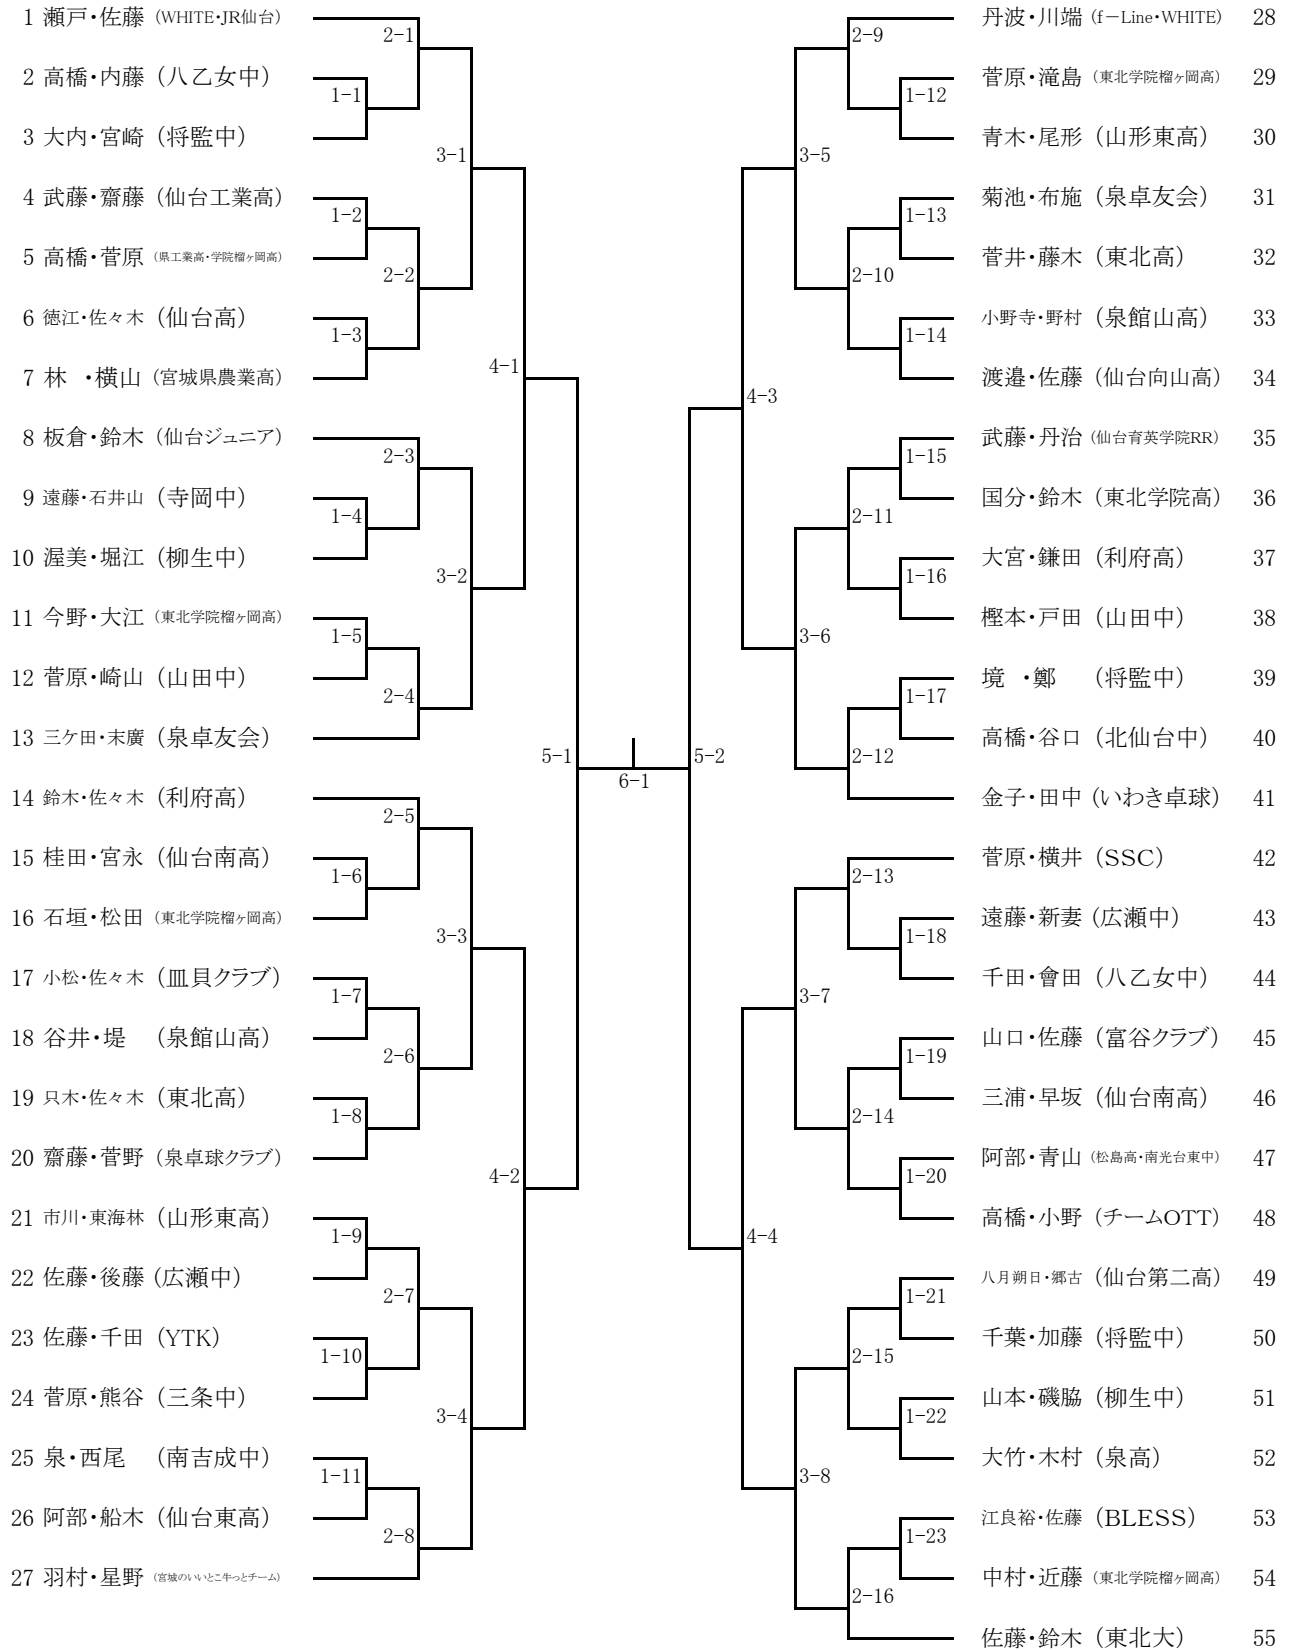 1 瀬戸・佐藤 (WHITE・JR仙台)
2-1
2 高橋・内藤 (八乙女中)
1-1
3 大内・宮崎 (将監中)
3-1
4 武藤・齋藤 (仙台工業高)
1-2
5 高橋・菅原 (県工業高・学院榴ヶ岡高)
2-2
6 徳江・佐々木 (仙台高)
1-3
7 林 ・横山 (宮城県農業高)
4-1
8 板倉・鈴木 (仙台ジュニア)
2-3
9 遠藤・石井山 (寺岡中)
1-4
10 渥美・堀江 (柳生中)
3-2
11 今野・大江 (東北学院榴ヶ岡高)
1-5
12 菅原・崎山 (山田中)
2-4
13 三ケ田・末廣 (泉卓友会)
5-1
14 鈴木・佐々木 (利府高)
2-5
15 桂田・宮永 (仙台南高)
1-6
16 石垣・松田 (東北学院榴ヶ岡高)
3-3
17 小松・佐々木 (皿貝クラブ)
1-7
18 谷井・堤 (泉館山高)
2-6
19 只木・佐々木 (東北高)
1-8
20 齋藤・菅野 (泉卓球クラブ)
4-2
21 市川・東海林 (山形東高)
1-9
22 佐藤・後藤 (広瀬中)
2-7
23 佐藤・千田 (YTK)
1-10
24 菅原・熊谷 (三条中)
3-4
25 泉・西尾 (南吉成中)
1-11
26 阿部・船木 (仙台東高)
2-8
27 羽村・星野 (宮城のいいとこ牛っとチーム)
6-1
丹波・川端 (f－Line・WHITE) 28
2-9
菅原・滝島 (東北学院榴ヶ岡高) 29
1-12
青木・尾形 (山形東高) 30
3-5
菊池・布施 (泉卓友会) 31
1-13
菅井・藤木 (東北高) 32
2-10
小野寺・野村 (泉館山高) 33
1-14
渡邉・佐藤 (仙台向山高) 34
4-3
武藤・丹治 (仙台育英学院RR) 35
1-15
国分・鈴木 (東北学院高) 36
2-11
大宮・鎌田 (利府高) 37
1-16
樫本・戸田 (山田中) 38
3-6
境 ・鄭 (将監中) 39
1-17
高橋・谷口 (北仙台中) 40
5-2
2-12
金子・田中 (いわき卓球) 41
菅原・横井 (SSC) 42
2-13
遠藤・新妻 (広瀬中) 43
1-18
千田・會田 (八乙女中) 44
3-7
山口・佐藤 (富谷クラブ) 45
1-19
三浦・早坂 (仙台南高) 46
2-14
阿部・青山 (松島高・南光台東中) 47
1-20
高橋・小野 (チームOTT) 48
4-4
八月朔日・郷古 (仙台第二高) 49
1-21
千葉・加藤 (将監中) 50
2-15
山本・磯脇 (柳生中) 51
1-22
大竹・木村 (泉高) 52
3-8
江良裕・佐藤 (BLESS) 53
1-23
中村・近藤 (東北学院榴ヶ岡高) 54
2-16
佐藤・鈴木 (東北大) 55